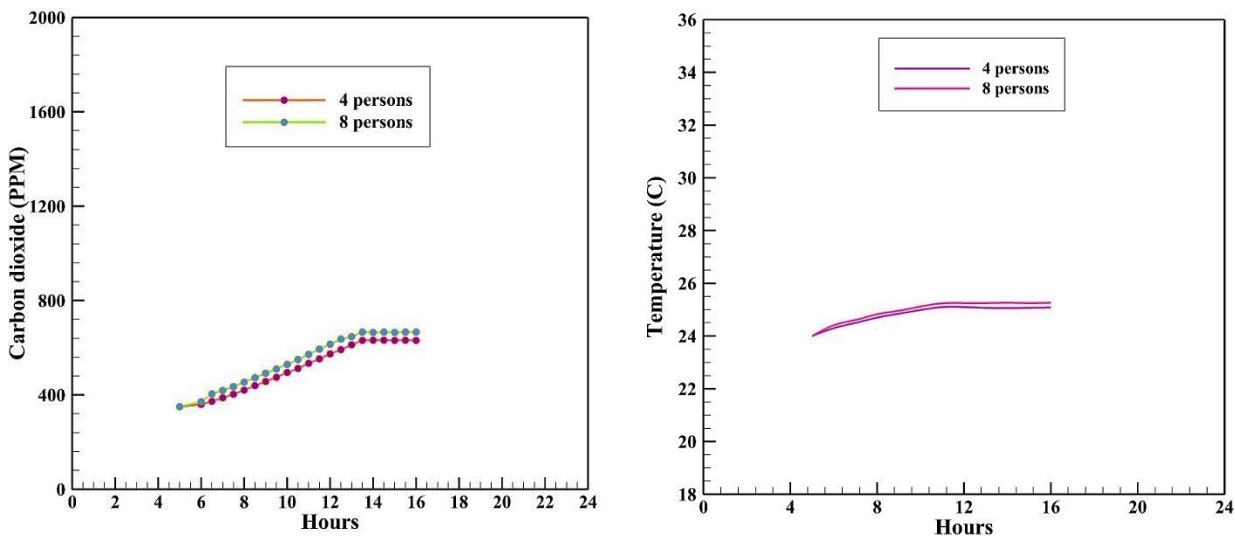 2000
1600
1200
800
400
0
Carbon dioxide (PPM)
4 persons
8 persons
0 2 4 6 8 10 12 14 16 18 20 22 24
Hours
36
34
32
30
28
26
24
22
20
18
Temperature (C)
4 persons
8 persons
0 4 8 12 16 20 24
Hours